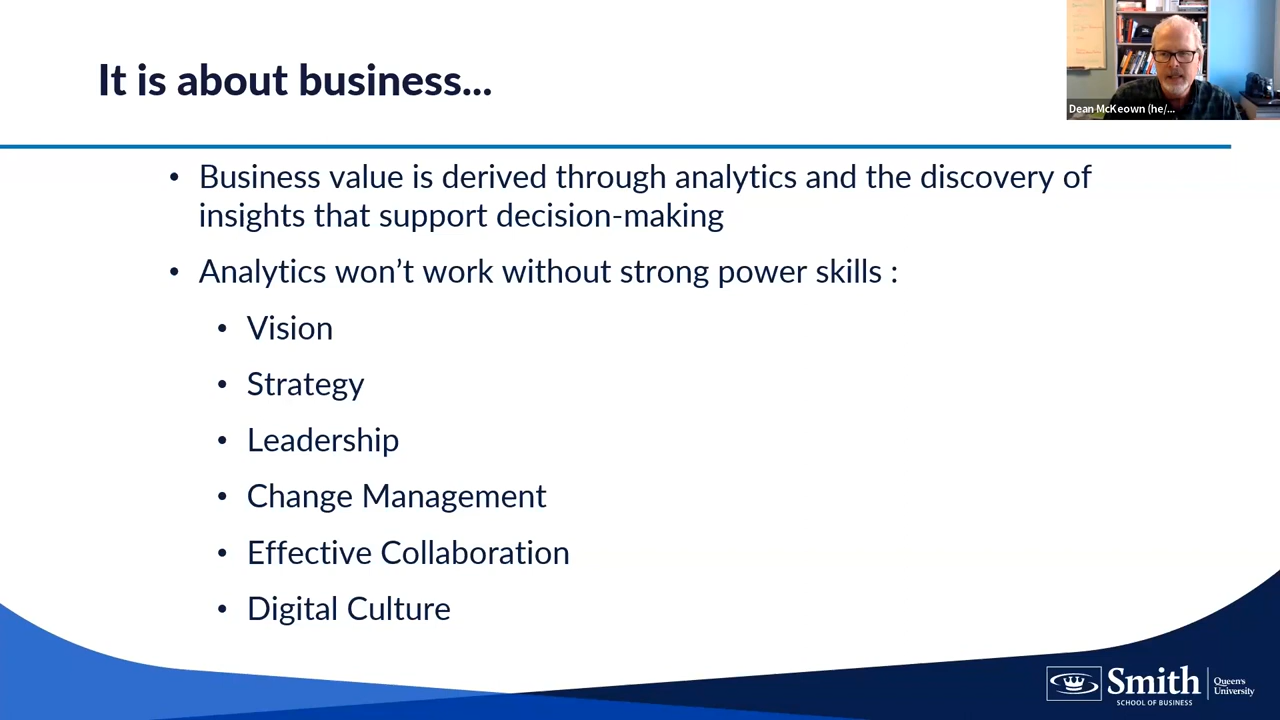 It is about business...
Dean McKeown (he/...
• Business value is derived through analytics and the discovery of
insights that support decision-making
• Analytics won’t work without strong power skills :
• Vision
• Strategy
• Leadership
• Change Management
• Effective Collaboration
• Digital Culture
Smith
SCHOOL OF BUSINESS
Queen's
University